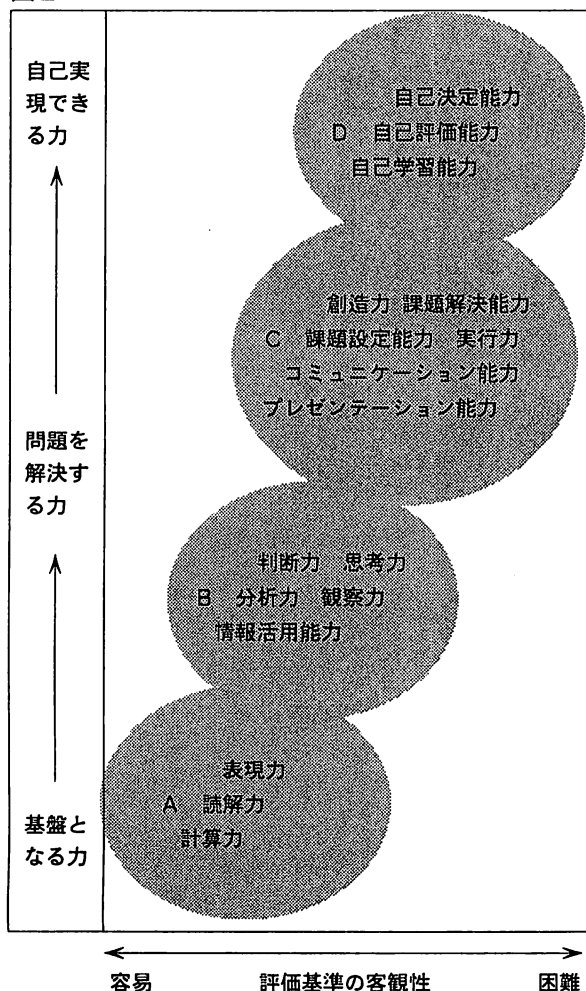 自己実
現でき
る力
自己決定能力
D 自己評価能力
自己学習能力
創造力 課題解決能力
C 課題設定能力 実行力
コミュニケーション能力
プレゼンテーション能力
問題を
解決す
る力
判断力 思考力
B 分析力 観察力
情報活用能力
表現力
A 読解力
計算力
基盤と
なる力
容易 評価基準の客観性 困難